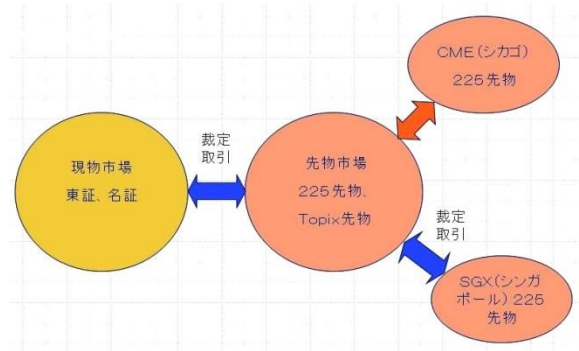 CME(シカゴ)
225先物
裁定
取引
現物市場
東証、名証
先物市場
225先物、
Topix先物
裁定
取引
SGX(シンガ
ポール) 225
先物